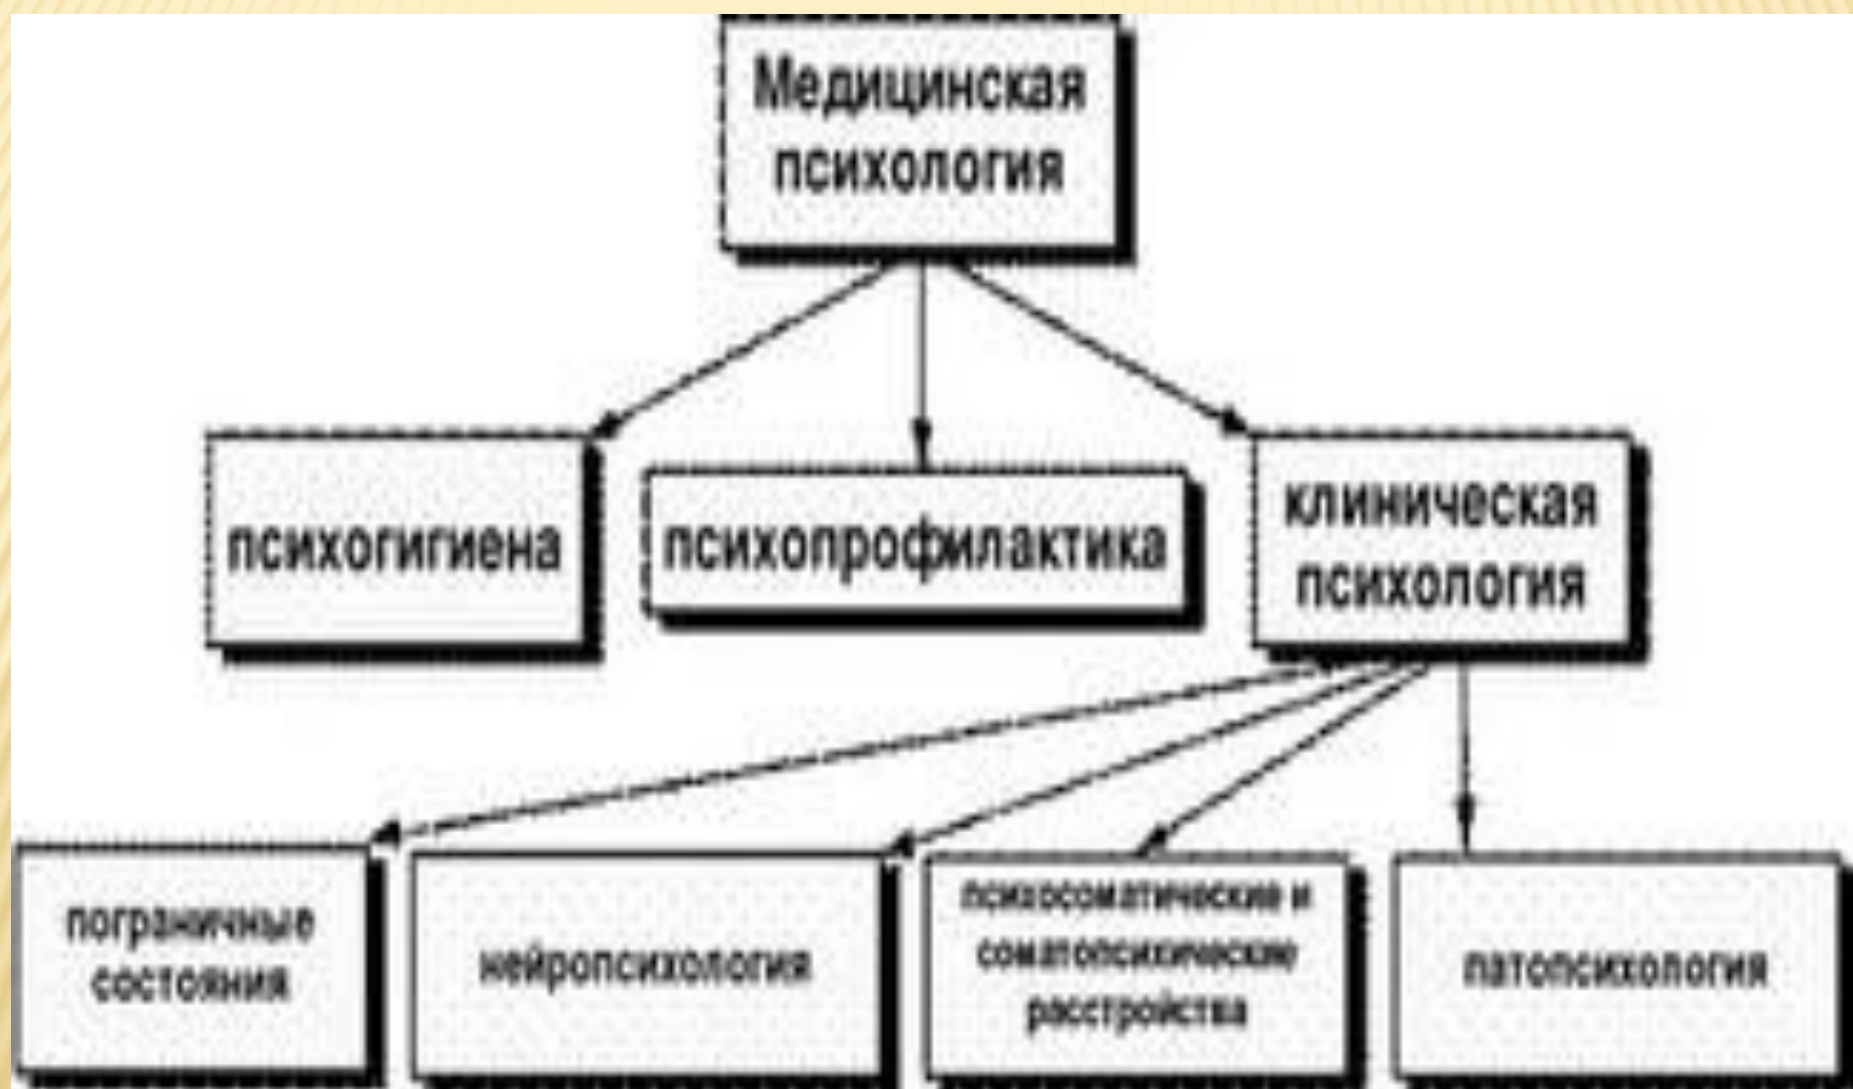 Медицинская
психология
психогигиена
психопрофилактика
клиническая
психология
пограничные
состояния
нейропсихология
психосоматические и
соматопсихические
расстройства
патопсихология